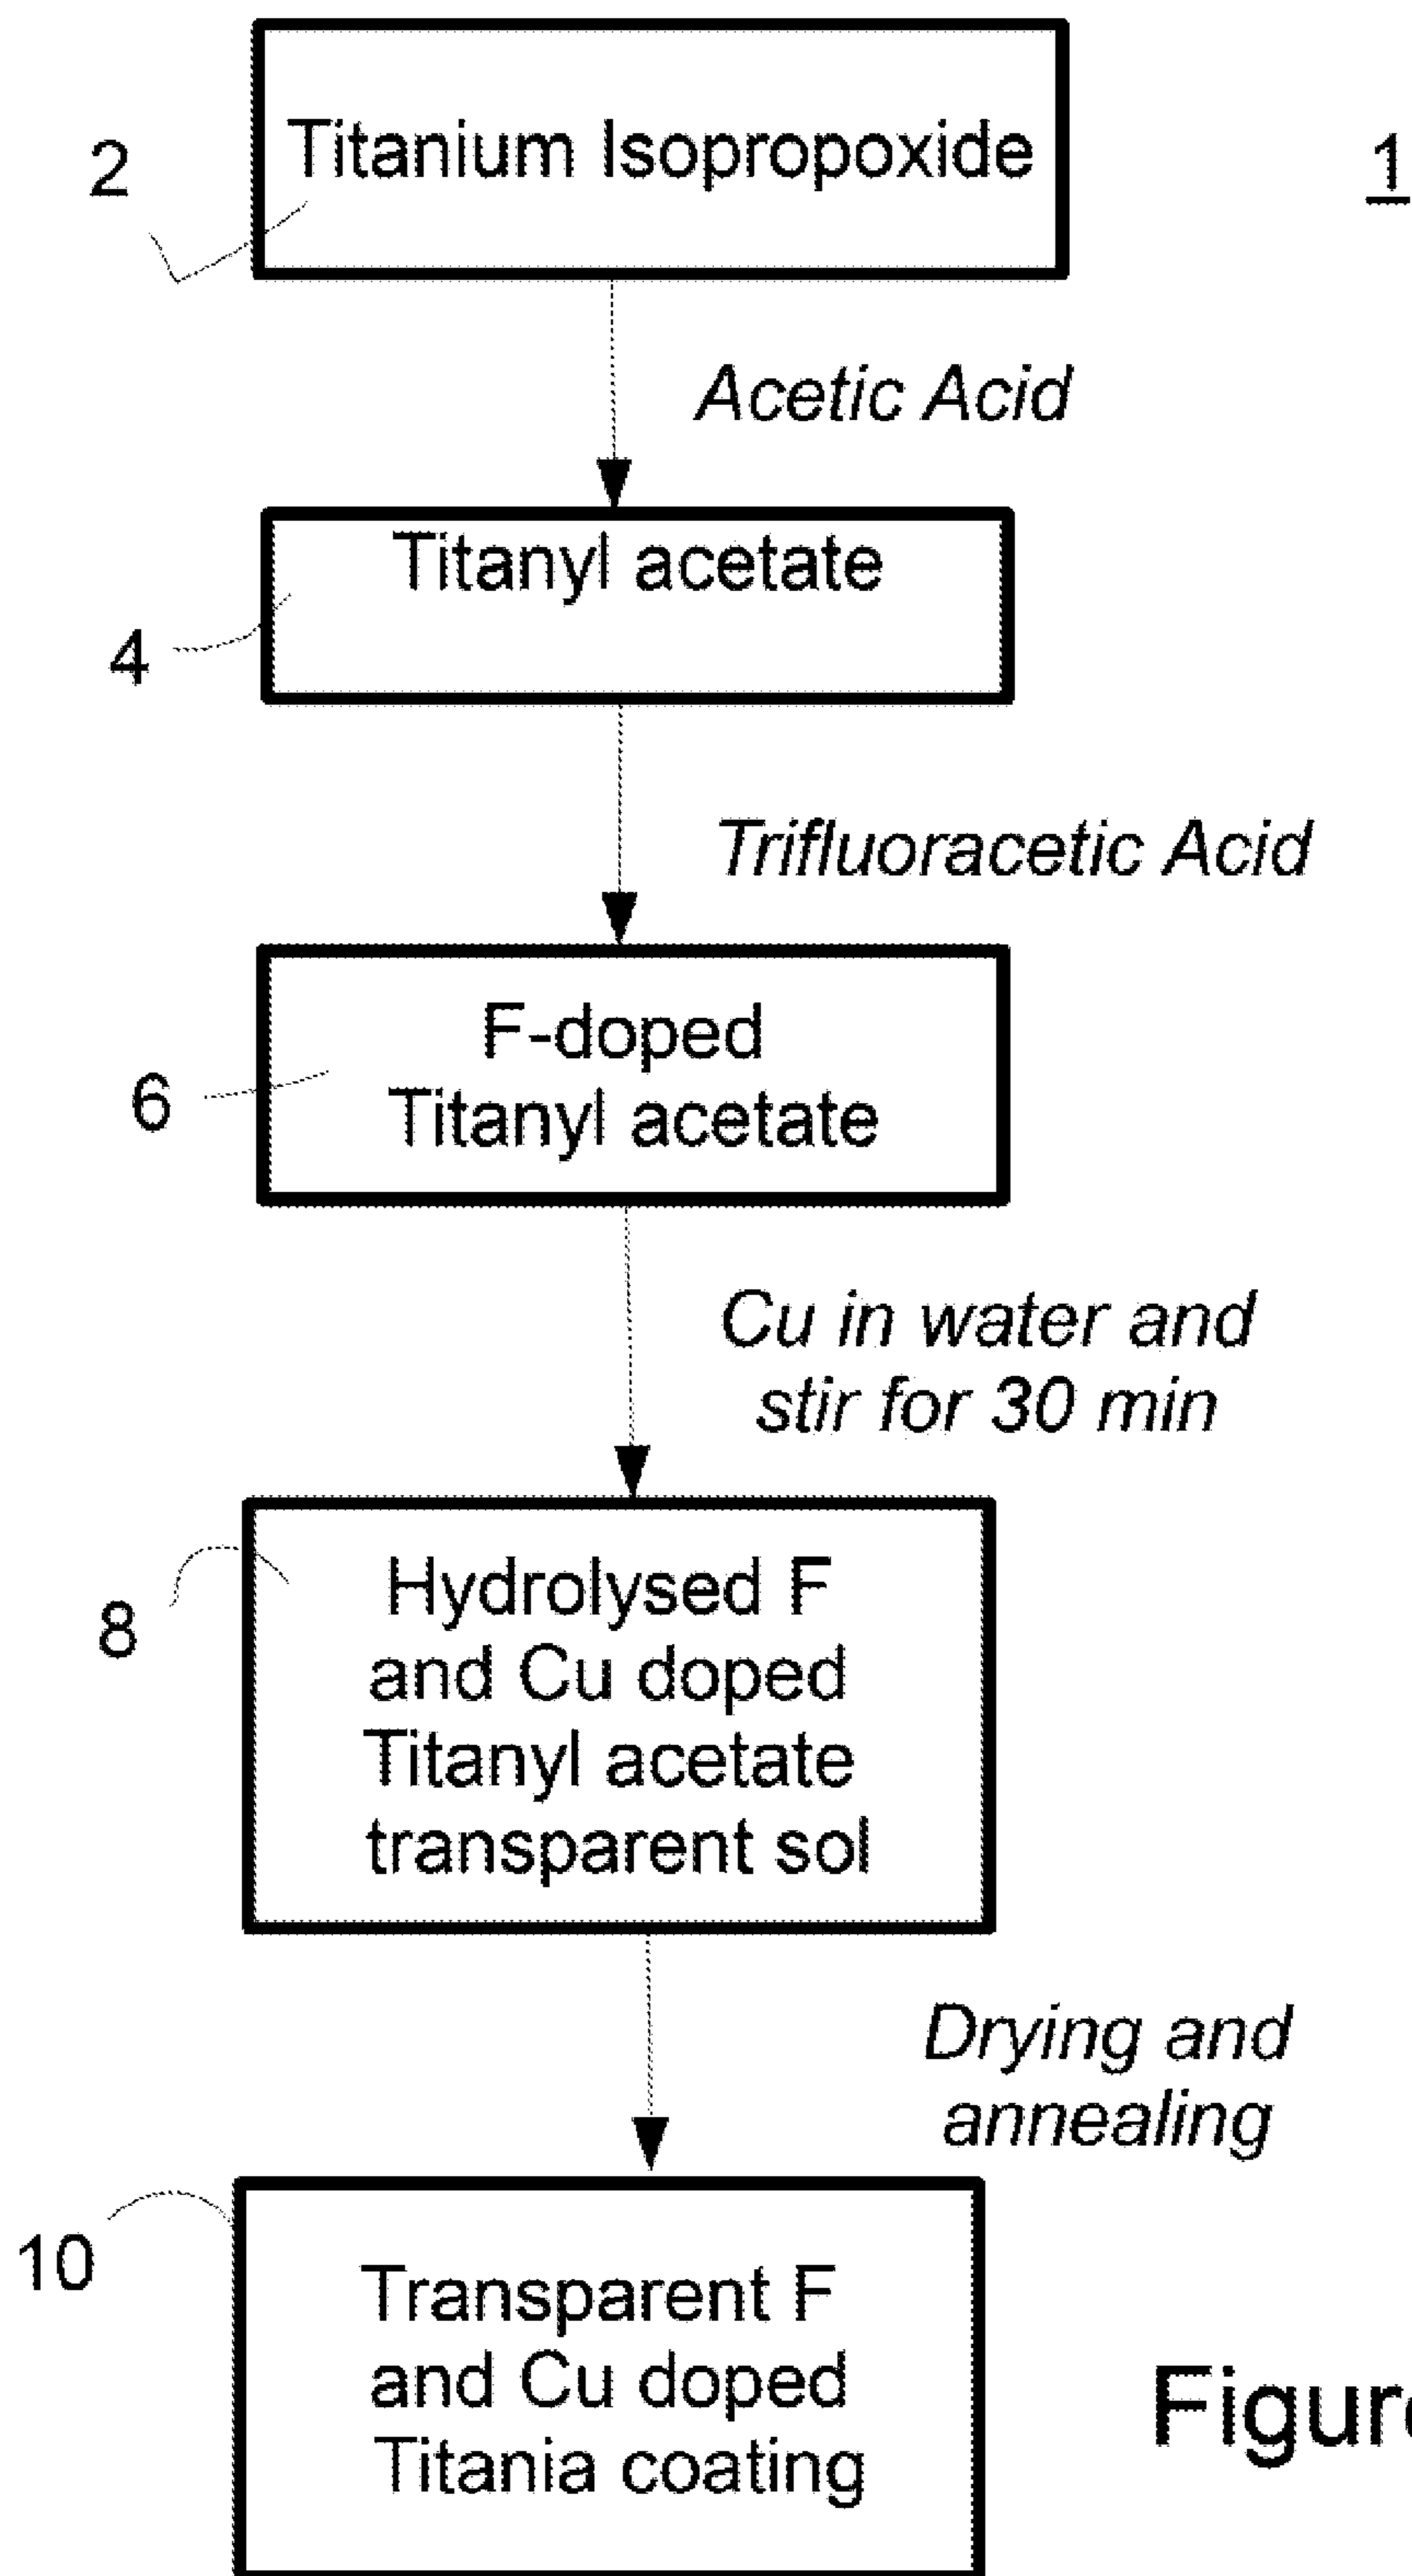 2
Titanium Isopropoxide
1
Acetic Acid
Titanyl acetate
4
Trifluoracetic Acid
F-doped
Titanyl acetate
6
Cu in water and
stir for 30 min
8
Hydrolysed F
and Cu doped
Titanyl acetate
transparent sol
Drying and
annealing
10
Transparent F
and Cu doped
Titania coating